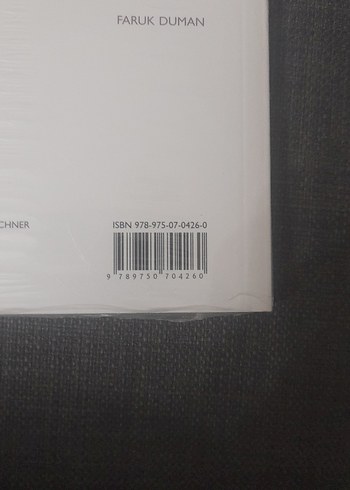 FARUK DUMAN
CHNER
ISBN 978-975-07-0426-0
9 789750 704260